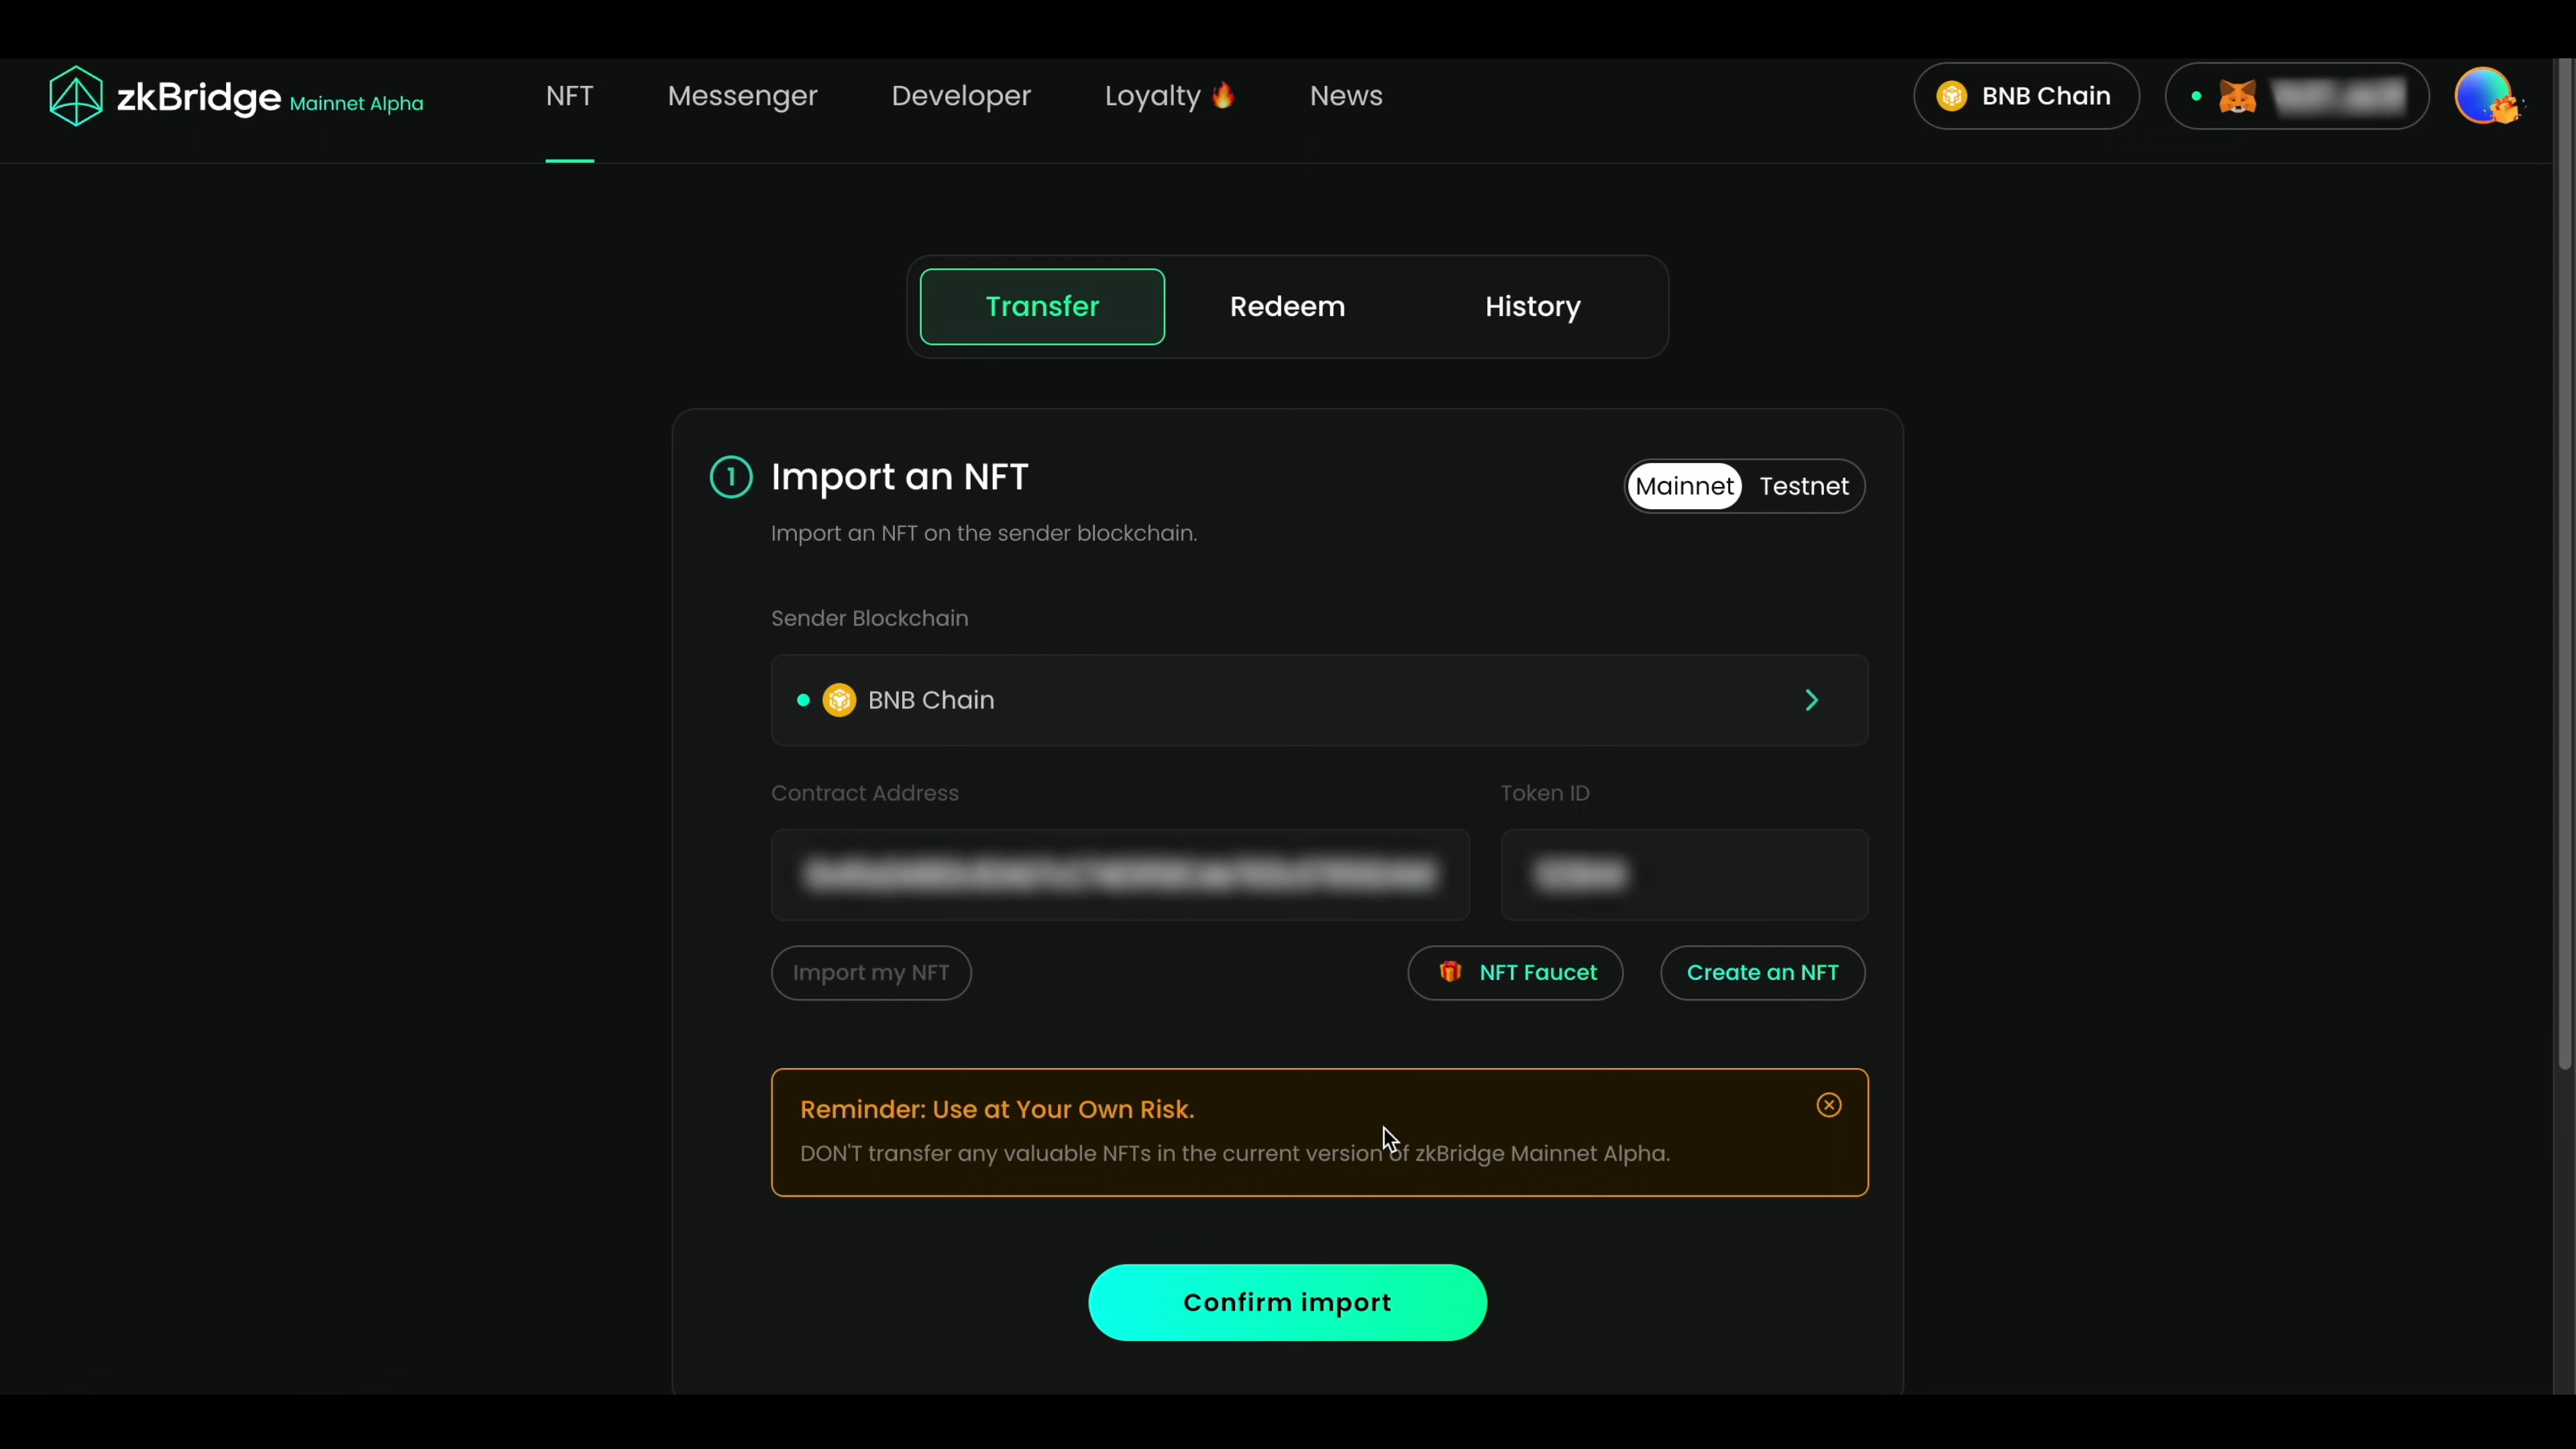 zkBridge Mainnet Alpha
NFT
Messenger
Developer
Loyalty 🔥
News
BNB Chain
Transfer
Redeem
History
1
Import an NFT
Mainnet
Testnet
Import an NFT on the sender blockchain.
Sender Blockchain
BNB Chain
Contract Address
Token ID
Import my NFT
NFT Faucet
Create an NFT
Reminder: Use at Your Own Risk.
DON'T transfer any valuable NFTs in the current version of zkBridge Mainnet Alpha.
Confirm import